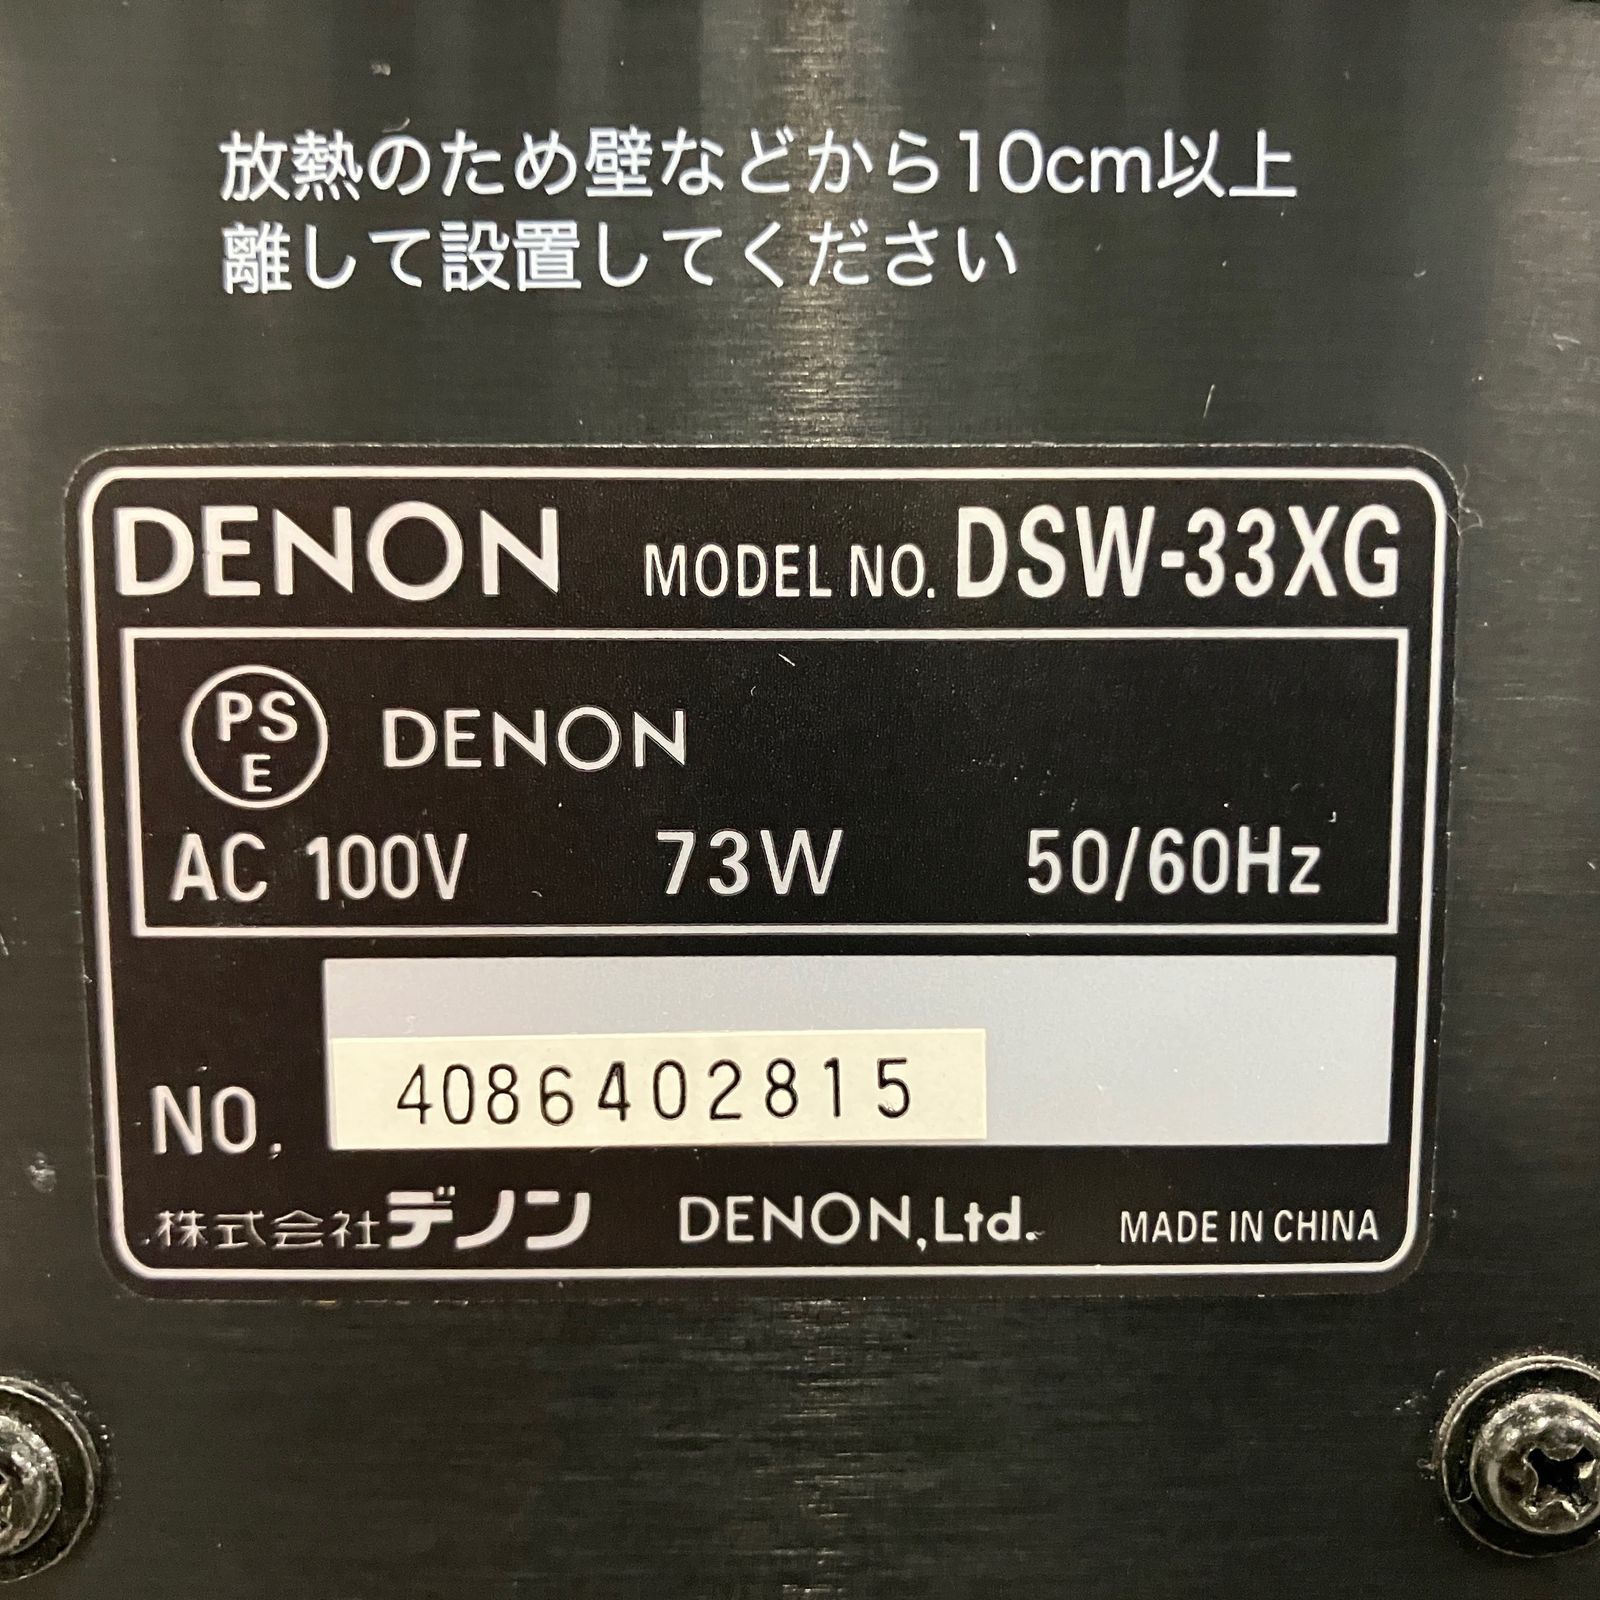 放熱のため壁などから10cm以上
離して設置してください
DENON MODEL NO. DSW-33XG
PSE DENON
AC 100V 73W 50/60Hz
NO. 4086402815
株式会社デノン DENON,Ltd. MADE IN CHINA